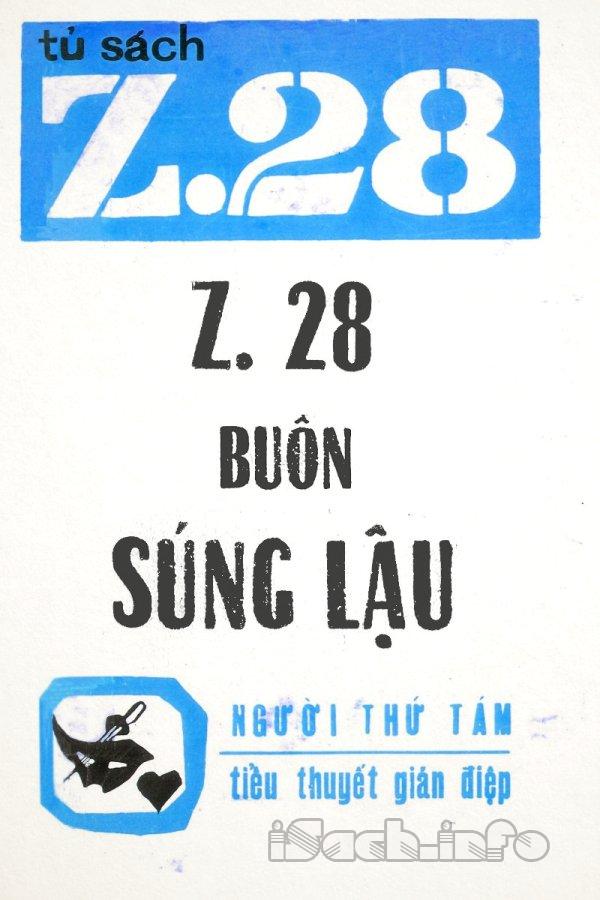 tủ sách
Z.28
Z. 28
BUÔN
SÚNG LẬU
NGƯỜI THỨ TÁM
tiểu thuyết gián điệp
iSach.info